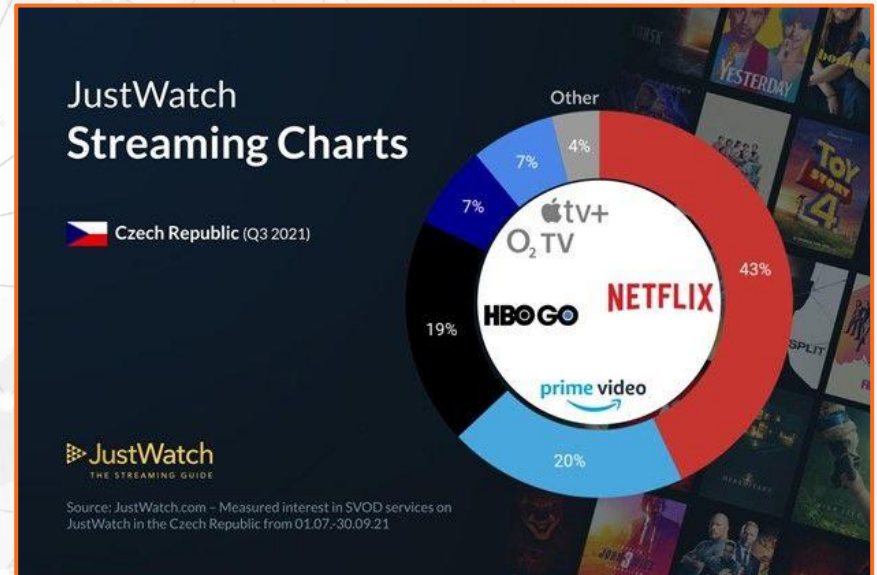 JustWatch
Streaming Charts
Czech Republic (Q3 2021)
Other
4%
7%
7%
19%
20%
43%
tv+
O2 TV
HBO GO
NETFLIX
prime video
YESTERDAY
TOY
STORY
4
SPLIT
JustWatch
THE STREAMING GUIDE
Source: JustWatch.com – Measured interest in SVOD services on
JustWatch in the Czech Republic from 01.07.-30.09.21